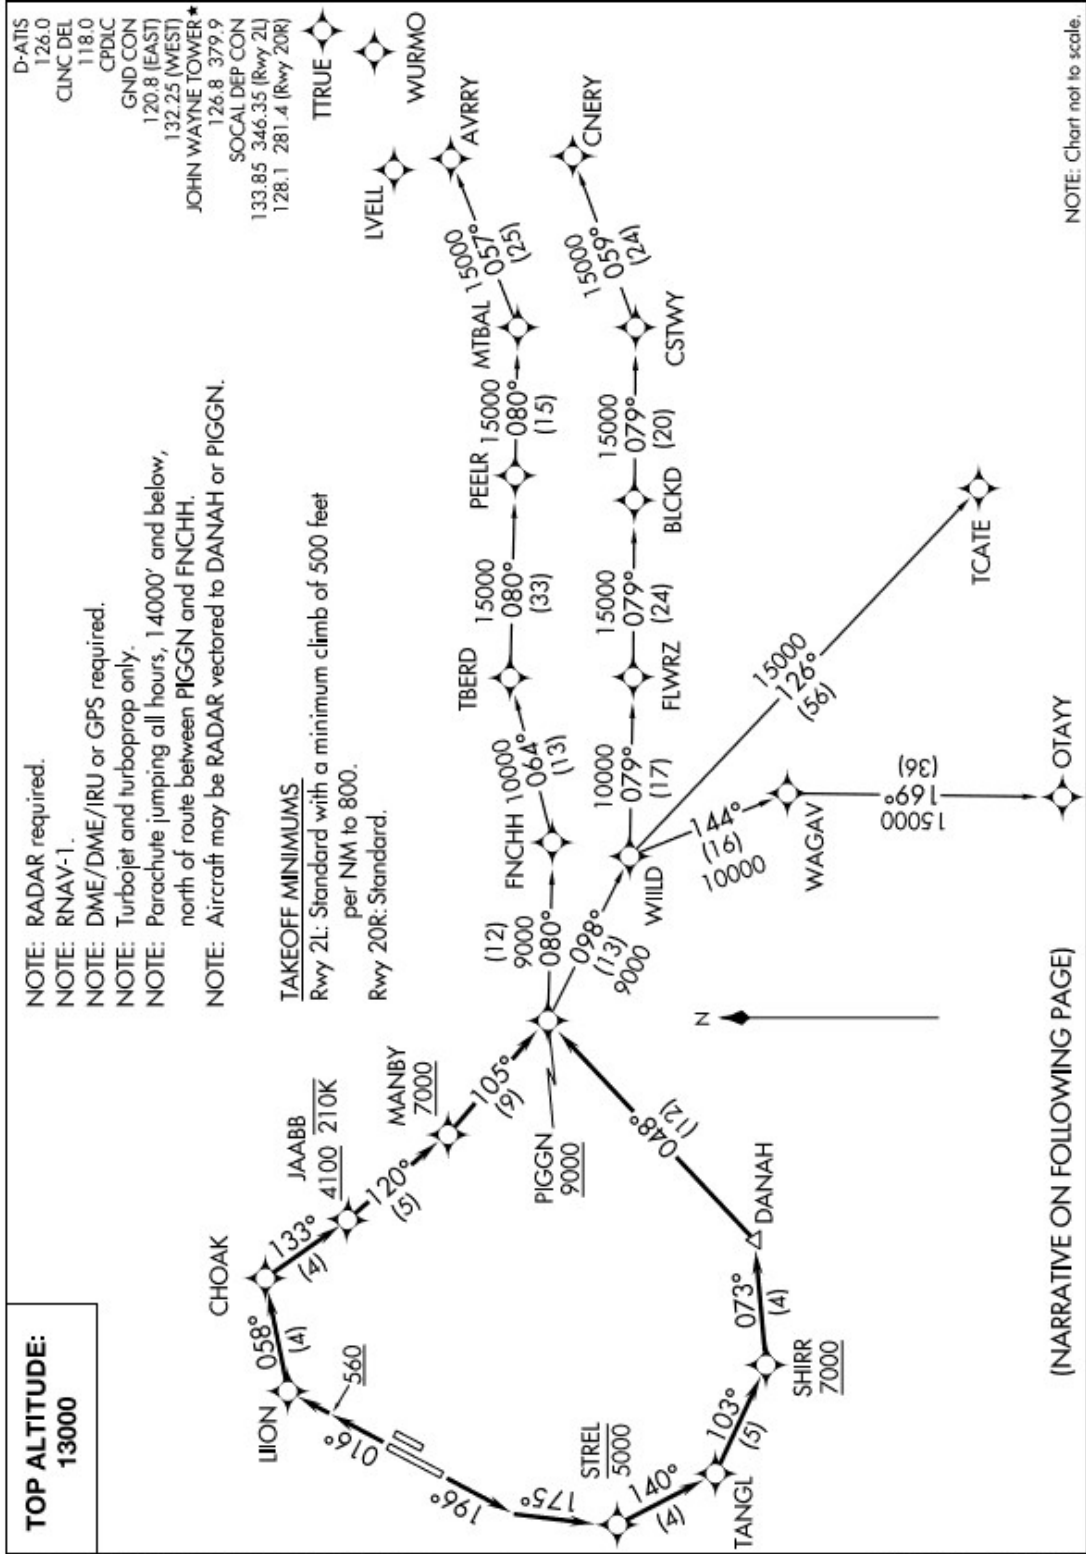 TOP ALTITUDE:
13000
NOTE: RADAR required.
NOTE: RNAV-1.
NOTE: DME/DME/IRU or GPS required.
NOTE: Turbojet and turboprop only.
NOTE: Parachute jumping all hours, 14000' and below,
north of route between PIGGN and FNCHH.
NOTE: Aircraft may be RADAR vectored to DANAH or PIGGN.
D-ATIS
126.0
CLNC DEL
118.0
CPDLC
GND CON
120.8 (EAST)
132.25 (WEST)
JOHN WAYNE TOWER★
126.8 379.9
SOCAL DEP CON
133.85 346.35 (Rwy 2L)
128.1 281.4 (Rwy 20R)
TAKEOFF MINIMUMS
Rwy 2L: Standard with a minimum climb of 500 feet
per NM to 800.
Rwy 20R: Standard.
TTRUE
WURMO
LVELL
AVRRY
CNERY
CHOAK
058°
(4)
LIION
560
016°
133°
(4)
JAABB
4100 210K
120°
(5)
MANBY
7000
105°
(9)
PIGGN
9000
196°
175°
STREL
5000
140°
(4)
TANGL
103°
(5)
SHIRR
7000
073°
(4)
DANAH
048°
(12)
(12)
9000
080°
FNCHH
10000
064°
(13)
TBERD
15000
080°
(33)
PEELR
15000
080°
(15)
MTBAL
15000
057°
(25)
098°
(13)
9000
WIILD
10000
079°
(17)
FLWRZ
15000
079°
(24)
BLCKD
15000
079°
(20)
CSTWY
15000
059°
(24)
144°
(16)
10000
WAGAV
15000
169°
(36)
OTAYY
15000
126°
(56)
TCATE
N
(NARRATIVE ON FOLLOWING PAGE)
NOTE: Chart not to scale.